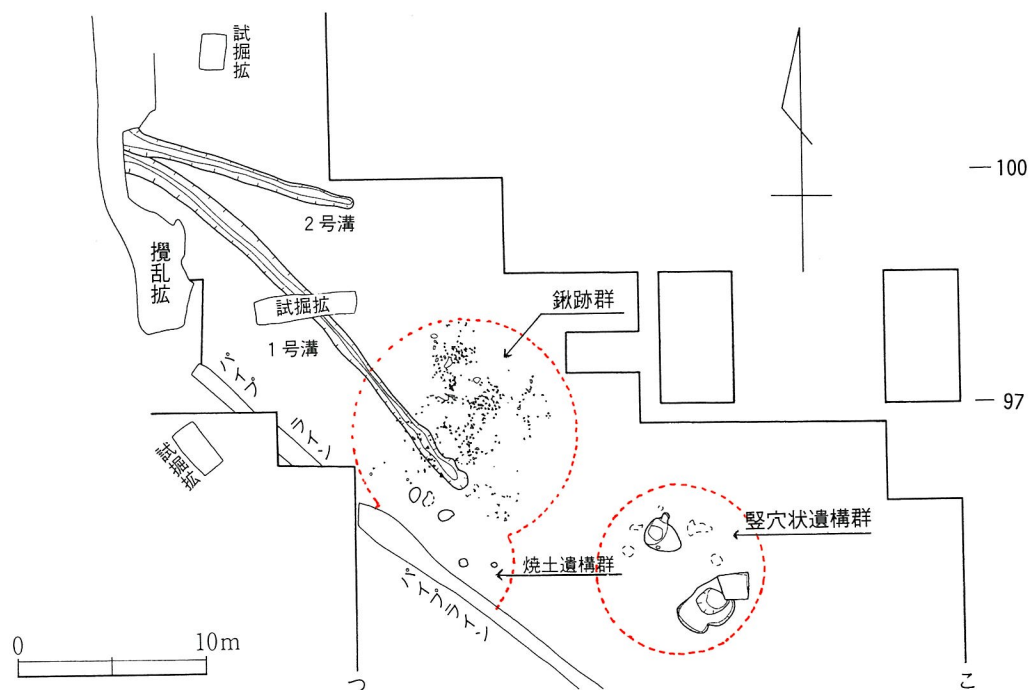 試掘拡
2号溝
攪乱拡
試掘拡
1号溝
パイプ
ライン
試掘拡
鍬跡群
竪穴状遺構群
焼土遺構群
パイプライン
100
97
0 10m
つ
こ